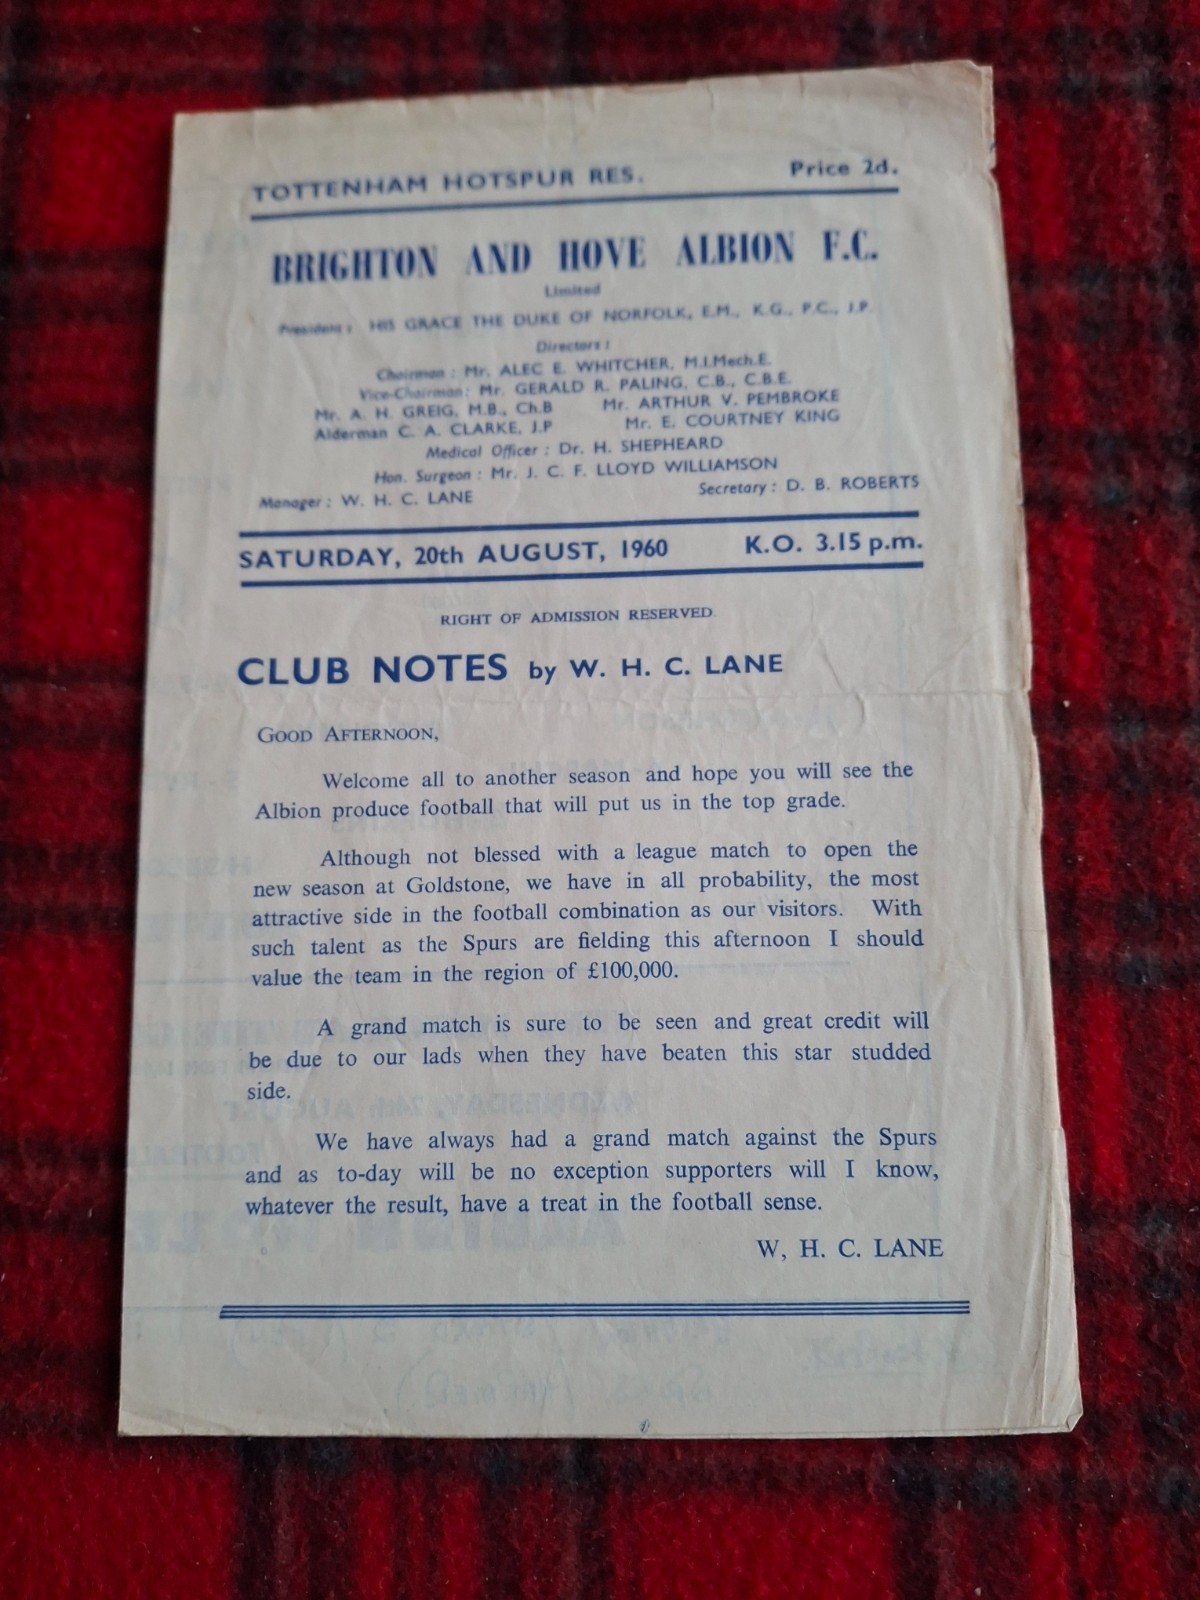 TOTTENHAM HOTSPUR RES. Price 2d.
BRIGHTON AND HOVE ALBION F.C.
Limited
President : HIS GRACE THE DUKE OF NORFOLK, E.M., K.G., P.C., J.P.
Directors :
Chairman : Mr. ALEC E. WHITCHER, M.I.Mech.E.
Vice-Chairman : Mr. GERALD R. PALING, C.B., C.B.E.
Mr. A. H. GREIG, M.B., Ch.B Mr. ARTHUR V. PEMBROKE
Alderman C. A. CLARKE, J.P Mr. E. COURTNEY KING
Medical Officer : Dr. H. SHEPHEARD
Hon. Surgeon : Mr. J. C. F. LLOYD WILLIAMSON
Manager : W. H. C. LANE Secretary : D. B. ROBERTS
SATURDAY, 20th AUGUST, 1960 K.O. 3.15 p.m.
RIGHT OF ADMISSION RESERVED
CLUB NOTES by W. H. C. LANE
GOOD AFTERNOON,
Welcome all to another season and hope you will see the
Albion produce football that will put us in the top grade.
Although not blessed with a league match to open the
new season at Goldstone, we have in all probability, the most
attractive side in the football combination as our visitors. With
such talent as the Spurs are fielding this afternoon I should
value the team in the region of £100,000.
A grand match is sure to be seen and great credit will
be due to our lads when they have beaten this star studded
side.
We have always had a grand match against the Spurs
and as to-day will be no exception supporters will I know,
whatever the result, have a treat in the football sense.
W, H. C. LANE